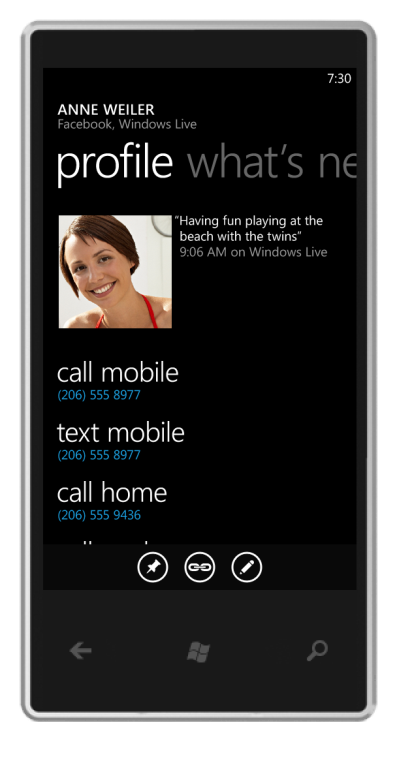 7:30
ANNE WEILER
Facebook, Windows Live
profile what's ne
"Having fun playing at the
beach with the twins"
9:06 AM on Windows Live
call mobile
(206) 555 8977
text mobile
(206) 555 8977
call home
(206) 555 9436